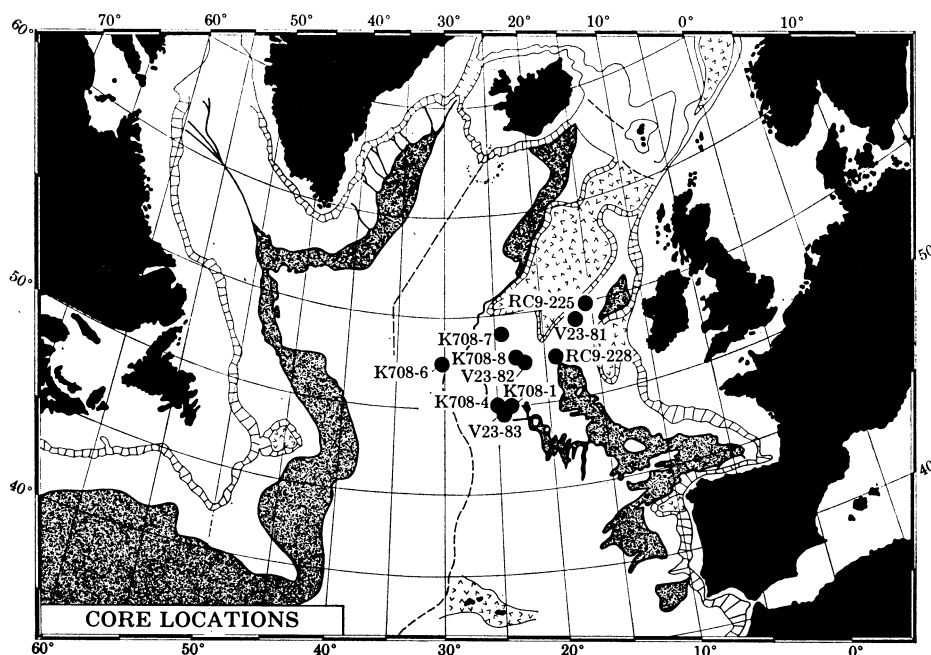 70° 60° 50° 40° 30° 20° 10° 0° 10°
60°
50°
50
RC9-225
V23-81
K708-7
K708-8
RC9-228
K708-6
V23-82
K708-1
K708-4
V23-83
40
40°
CORE LOCATIONS
60° 50° 40° 30° 20° 10° 0°